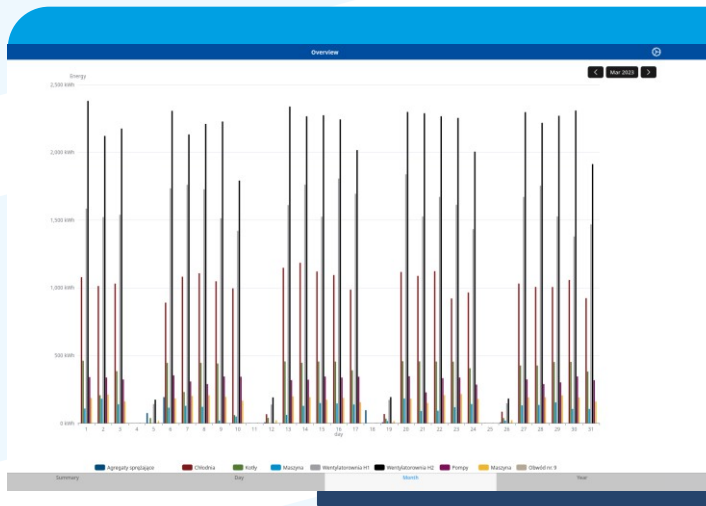 Overview
Energy
Mar 2023
2,500 kWh
2,000 kWh
1,500 kWh
1,000 kWh
500 kWh
0 kWh
1 2 3 4 5 6 7 8 9 10 11 12 13 14 15 16 17 18 19 20 21 22 23 24 25 26 27 28 29 30 31
day
Agregaty sprężające Chłodnia Kotły Maszyna Wentylatorownia H1 Wentylatorownia H2 Pompy Maszyna Obwód nr. 9
Summary Day Month Year